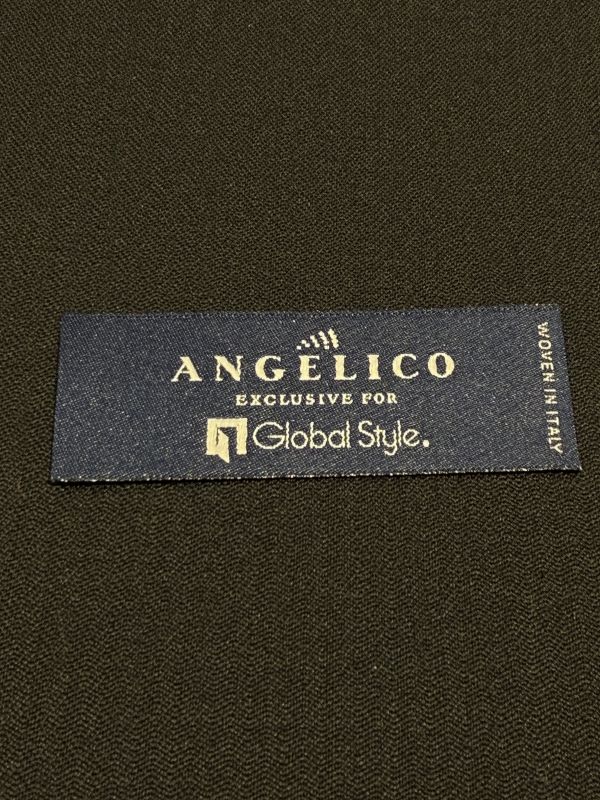 ANGELICO
EXCLUSIVE FOR
Global Style.
WOVEN IN ITALY